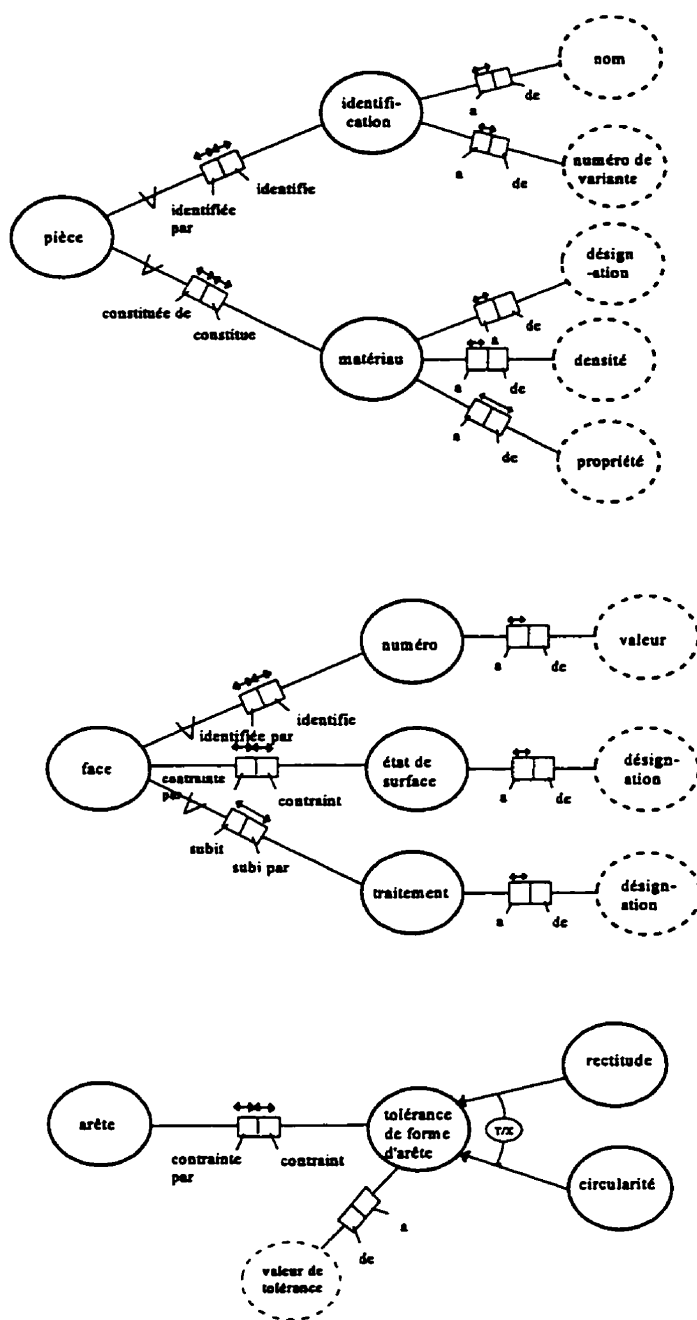 nom
identifi-
cation
a
de
numéro de
variante
a
de
identifie
identifiée
par
pièce
désign
-ation
constituée de
constitue
a
de
matériau
densité
a
de
a
de
propriété
numéro
valeur
a
de
identifie
identifiée par
face
contrainte
par
contraint
état de
surface
a
de
désign-
ation
subit
subi par
traitement
a
de
désign-
ation
rectitude
arête
tolérance
de forme
d'arête
T/X
contrainte
par
contraint
circularité
a
de
valeur de
tolérance